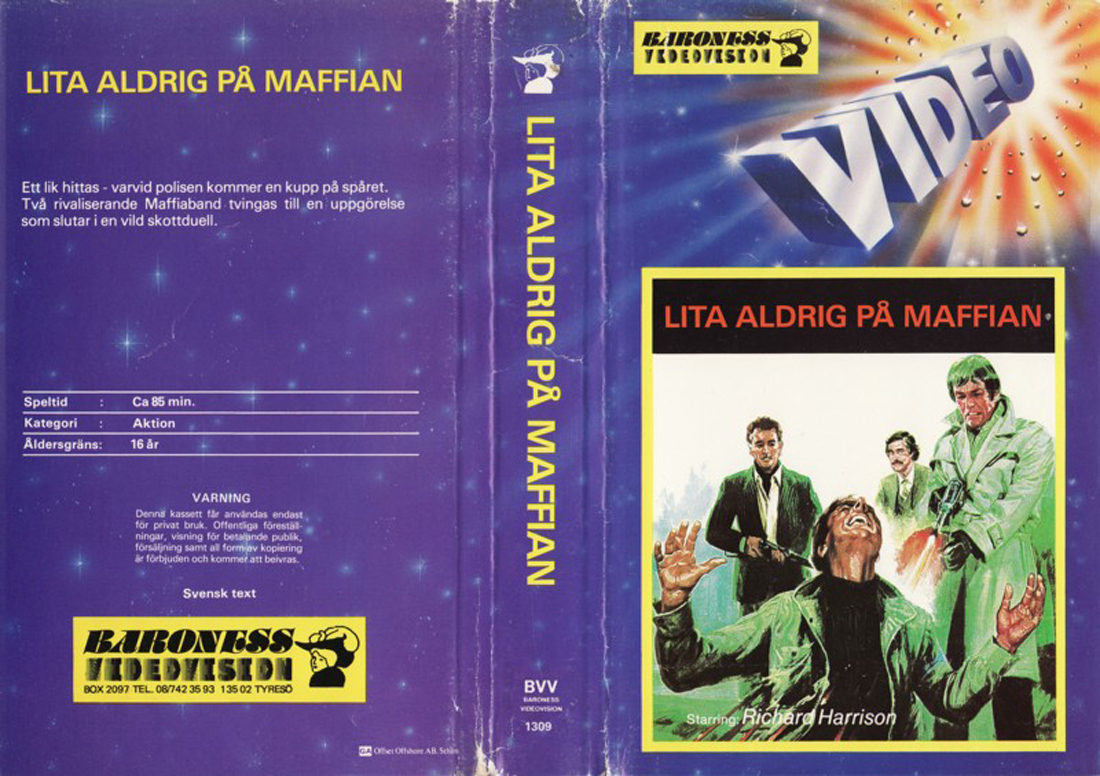 LITA ALDRIG PÅ MAFFIAN
Ett lik hittas - varvid polisen kommer en kupp på spåret.
Två rivaliserande Maffiaband tvingas till en uppgörelse
som slutar i en vild skottduell.
Speltid : Ca 85 min.
Kategori : Aktion
Åldersgräns: 16 år
VARNING
Denna kassett får användas endast
för privat bruk. Offentliga föreställ-
ningar, visning för betalande publik,
försäljning samt all form av kopiering
är förbjuden och kommer att beivras.
Svensk text
BARONESS
VIDEOVISION
BOX 2097 TEL. 08/742 35 93 135 02 TYRESÖ
GA Offset Offshore AB,
LITA ALDRIG PÅ MAFFIAN
BVV
BARONESS
VIDEOVISION
1309
BARONESS
VIDEOVISION
VIDEO
LITA ALDRIG PÅ MAFFIAN
Starring: Richard Harrison